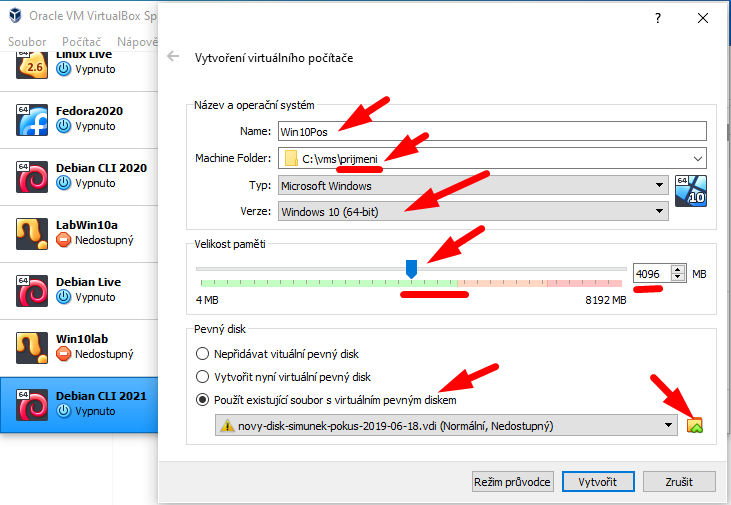 Oracle VM VirtualBox Sp
Soubor Počítač Nápově
64
Linux Live
2.6
Vypnuto
64
Fedora2020
Vypnuto
64
Debian CLI 2020
Vypnuto
LabWin10a
Nedostupný
64
Debian Live
Vypnuto
Win10lab
Nedostupný
64
Debian CLI 2021
Vypnuto
?
Vytvoření virtuálního počítače
Název a operační systém
Name: Win10Pos
Machine Folder: C:\vms\prijmeni
Typ: Microsoft Windows
64
10
Verze: Windows 10 (64-bit)
Velikost paměti
4096 MB
4 MB 8192 MB
Pevný disk
Nepřidávat vituální pevný disk
Vytvořit nyní virtuální pevný disk
Použít existující soubor s virtuálním pevným diskem
novy-disk-simunek-pokus-2019-06-18.vdi (Normální, Nedostupný)
Režim průvodce Vytvořit Zrušit